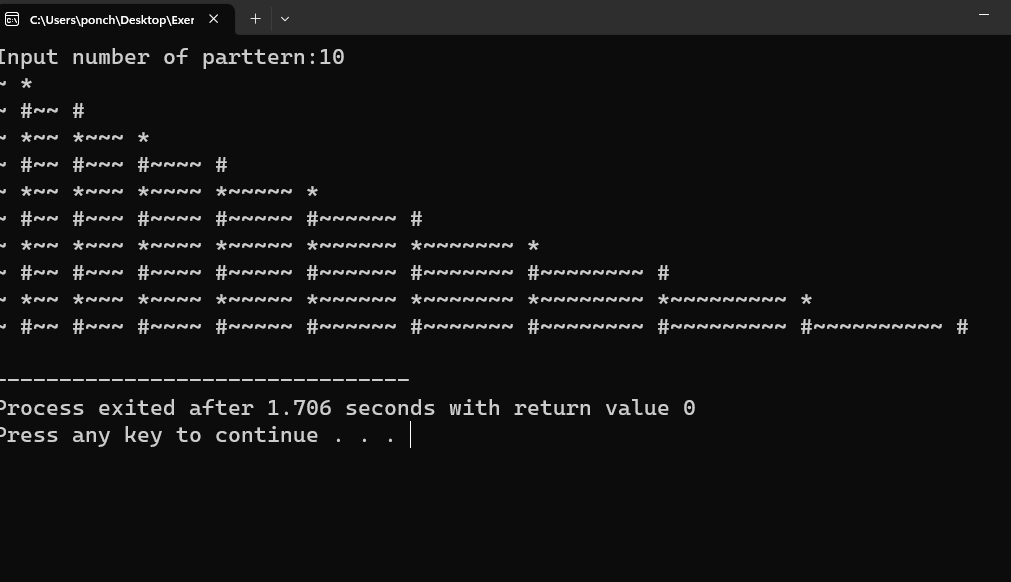 C:\Users\ponch\Desktop\Exer
Input number of parttern:10
~ *
~ #~~ #
~ *~~ *~~~ *
~ #~~ #~~~ #~~~~ #
~ *~~ *~~~ *~~~~ *~~~~~ *
~ #~~ #~~~ #~~~~ #~~~~~ #~~~~~~ #
~ *~~ *~~~ *~~~~ *~~~~~ *~~~~~~ *~~~~~~~ *
~ #~~ #~~~ #~~~~ #~~~~~ #~~~~~~ #~~~~~~~ #~~~~~~~~ #
~ *~~ *~~~ *~~~~ *~~~~~ *~~~~~~ *~~~~~~~ *~~~~~~~~ *~~~~~~~~~ *
~ #~~ #~~~ #~~~~ #~~~~~ #~~~~~~ #~~~~~~~ #~~~~~~~~ #~~~~~~~~~ #~~~~~~~~~~ #
--------------------------------
Process exited after 1.706 seconds with return value 0
Press any key to continue . . .